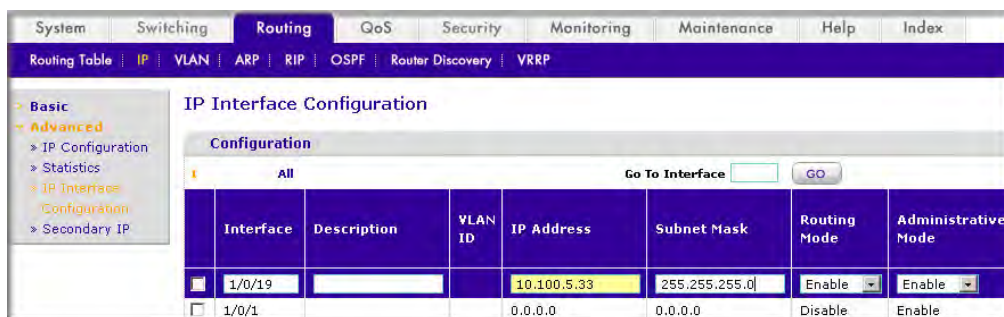 System Switching Routing QoS Security Monitoring Maintenance Help Index
Routing Table IP VLAN ARP RIP OSPF Router Discovery VRRP
Basic
Advanced
» IP Configuration
» Statistics
» IP Interface
Configuration
» Secondary IP
IP Interface Configuration
Configuration
1 All Go To Interface GO
Interface Description VLAN ID IP Address Subnet Mask Routing Mode Administrative Mode
1/0/19 10.100.5.33 255.255.255.0 Enable Enable
1/0/1 0.0.0.0 0.0.0.0 Disable Enable